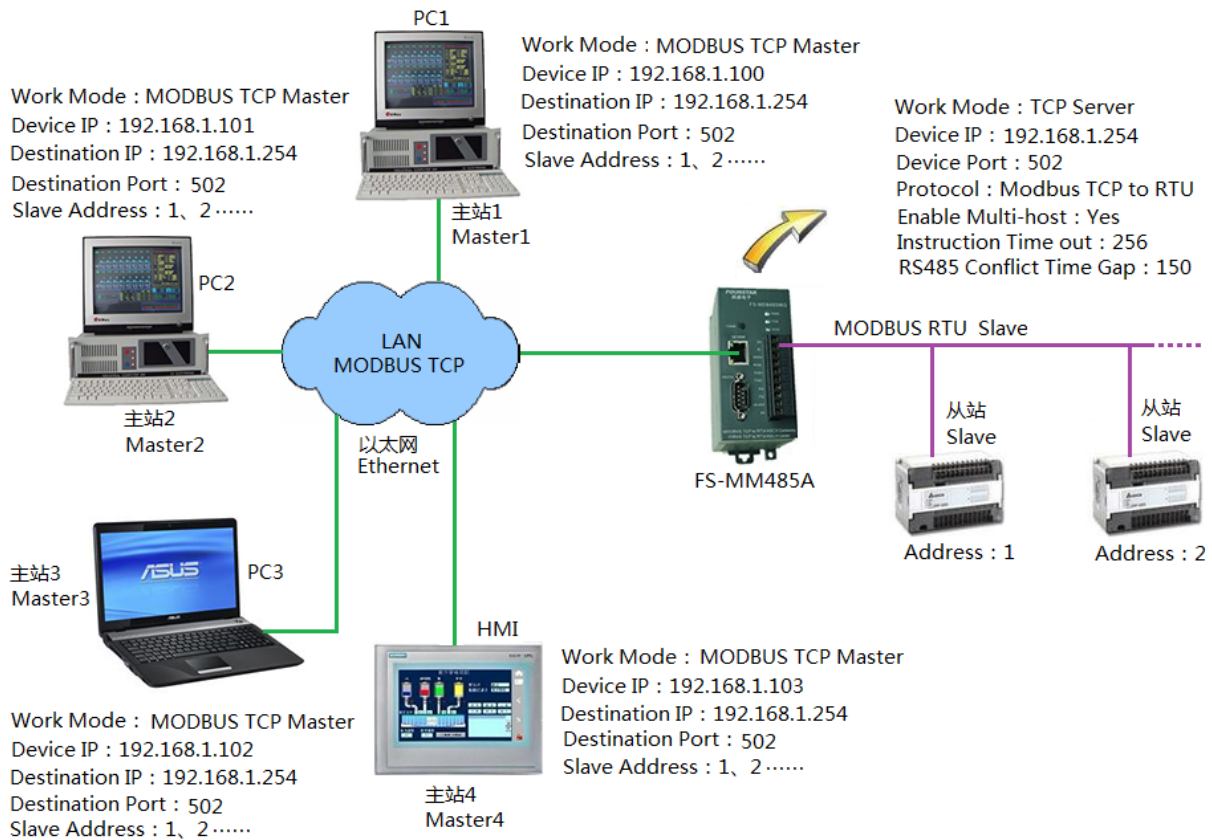 PC1
Work Mode：MODBUS TCP Master
Device IP：192.168.1.100
Destination IP：192.168.1.254
Destination Port：502
Slave Address：1、2……
Work Mode：MODBUS TCP Master
Device IP：192.168.1.101
Destination IP：192.168.1.254
Destination Port：502
Slave Address：1、2……
Work Mode：TCP Server
Device IP：192.168.1.254
Device Port：502
Protocol：Modbus TCP to RTU
Enable Multi-host：Yes
Instruction Time out：256
RS485 Conflict Time Gap：150
主站1
Master1
PC2
主站2
Master2
LAN
MODBUS TCP
以太网
Ethernet
FS-MM485A
MODBUS RTU Slave
从站
Slave
从站
Slave
Address：1
Address：2
主站3
Master3
ASUS
PC3
HMI
主站4
Master4
Work Mode：MODBUS TCP Master
Device IP：192.168.1.103
Destination IP：192.168.1.254
Destination Port：502
Slave Address：1、2……
Work Mode：MODBUS TCP Master
Device IP：192.168.1.102
Destination IP：192.168.1.254
Destination Port：502
Slave Address：1、2……